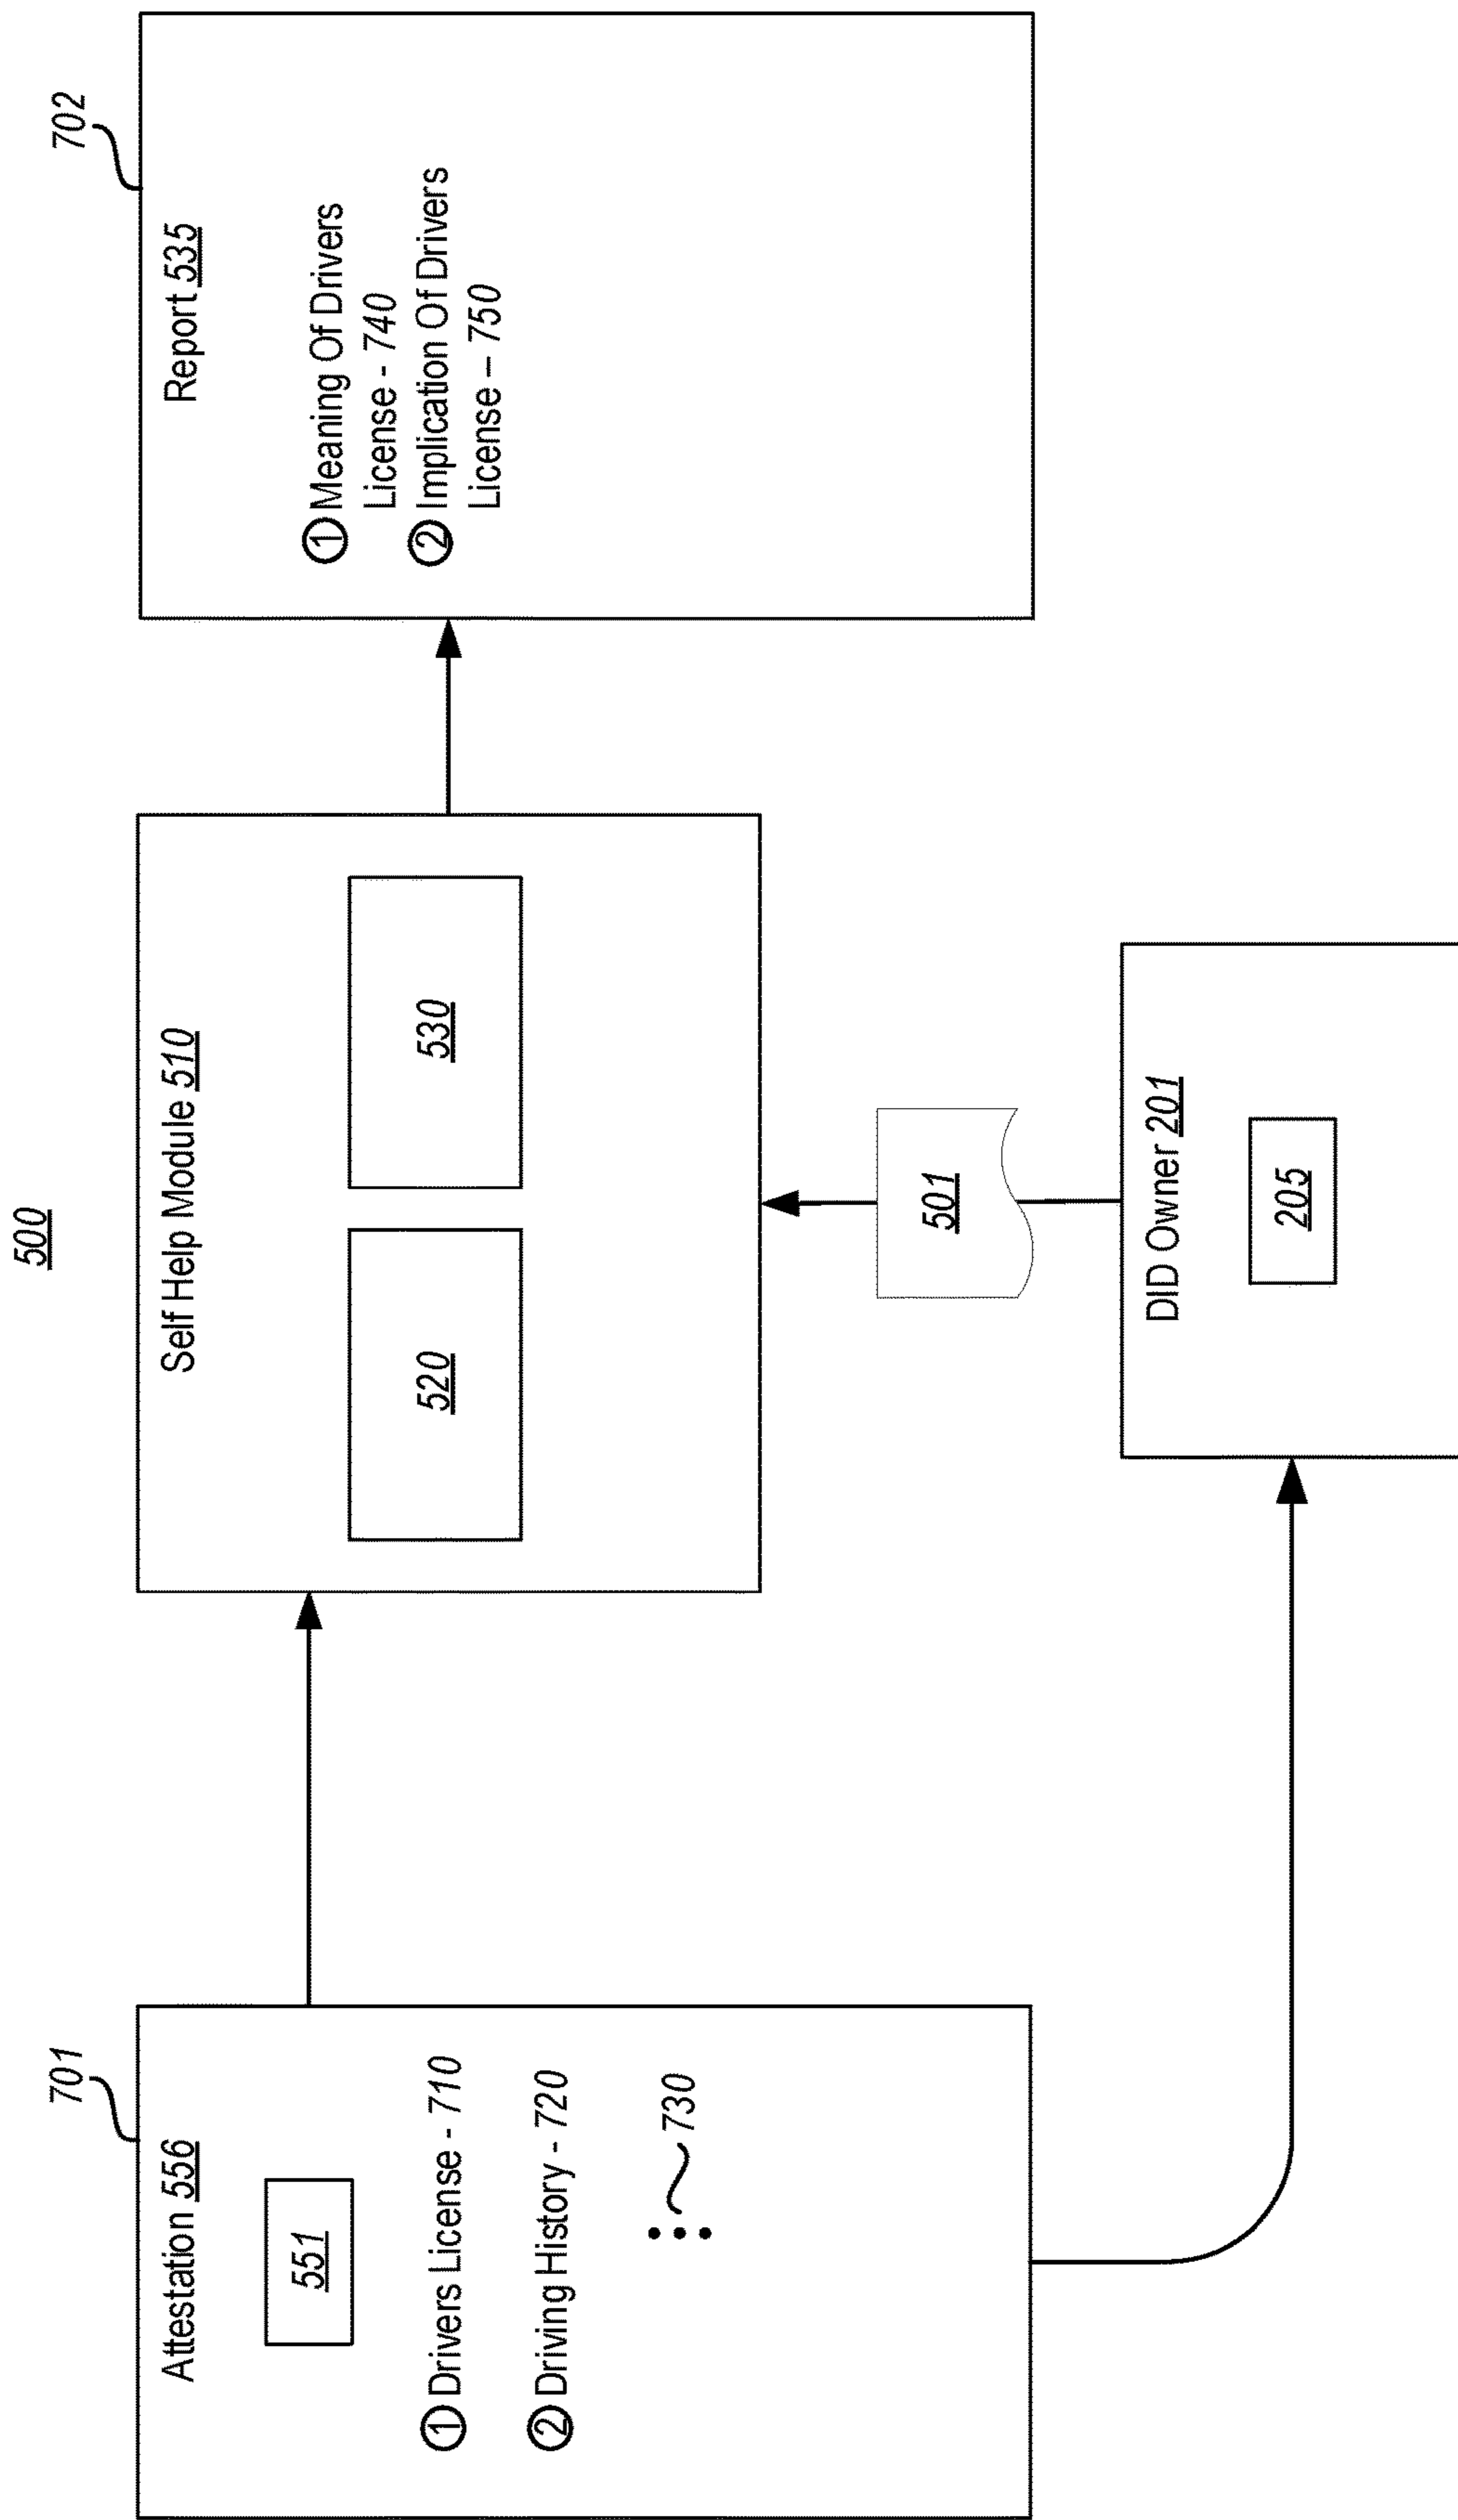 500
701
Attestation 556
551
① Drivers License - 710
② Driving History - 720
730
Self Help Module 510
520
530
702
Report 535
① Meaning Of Drivers
License - 740
② Implication Of Drivers
License – 750
501
DID Owner 201
205